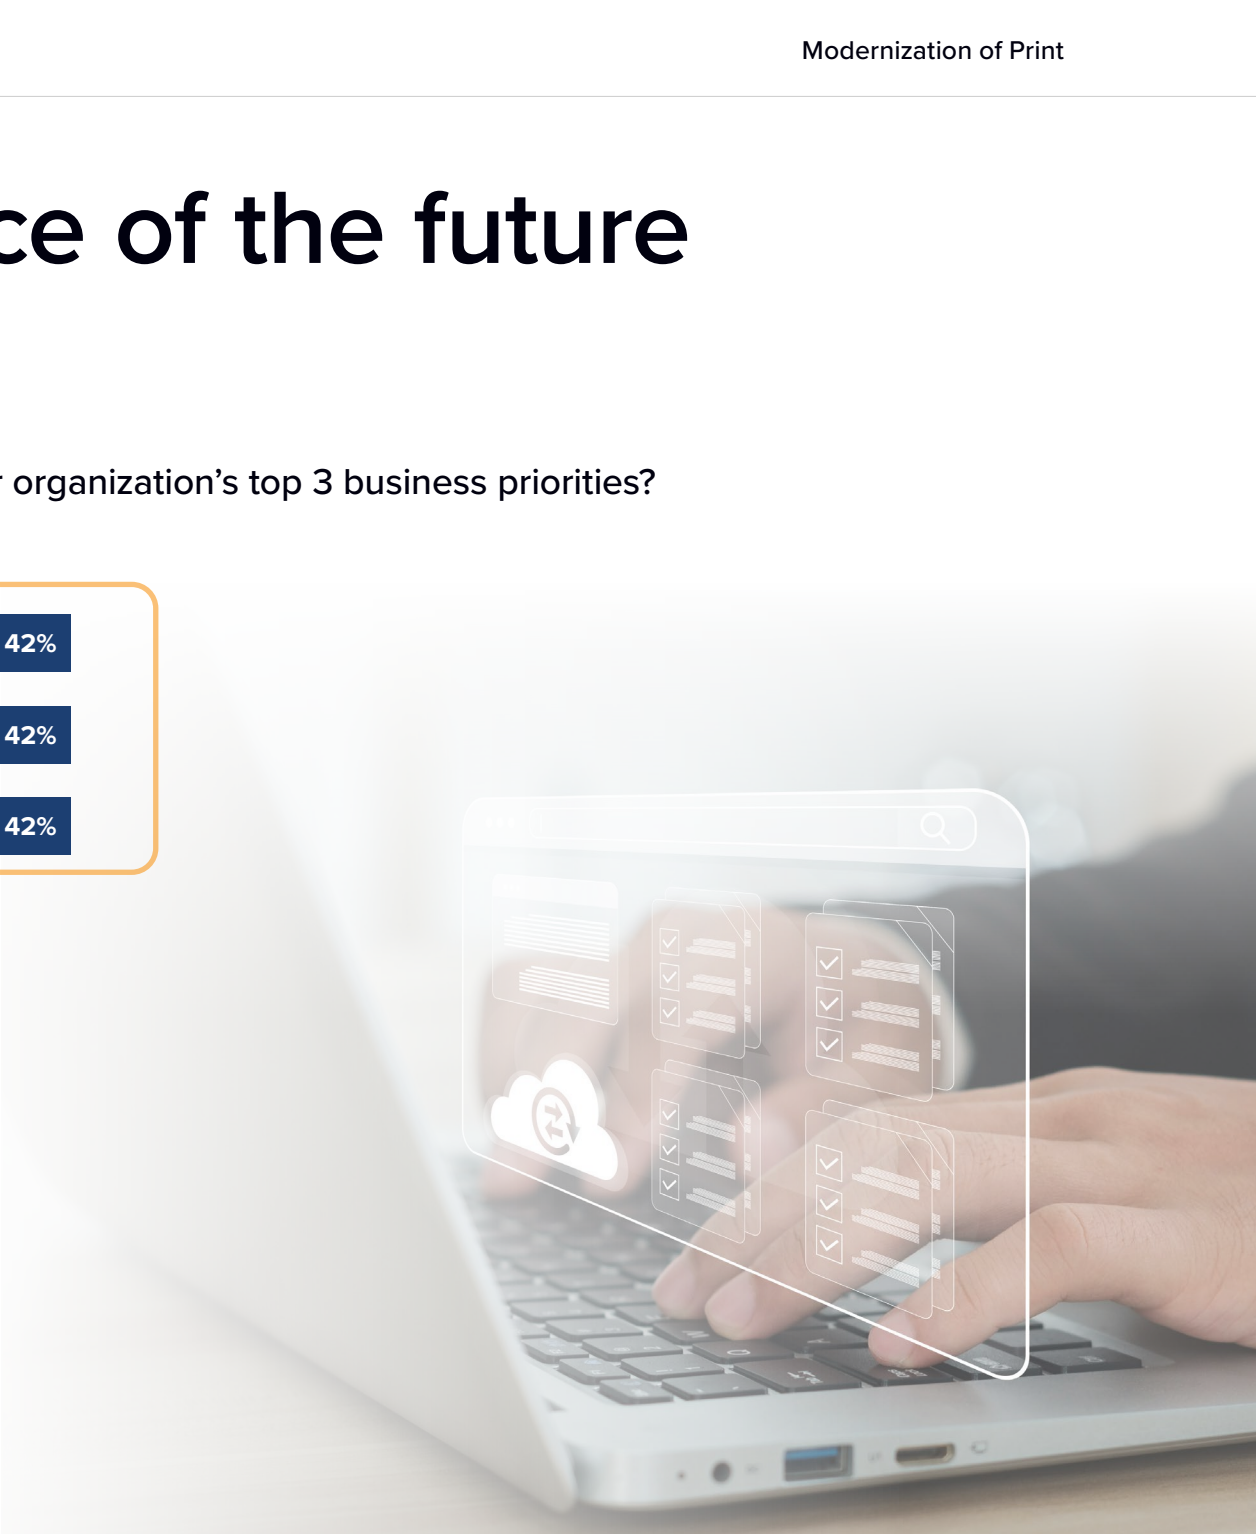 Modernization of Print
ce of the future
r organization’s top 3 business priorities?
42%
42%
42%